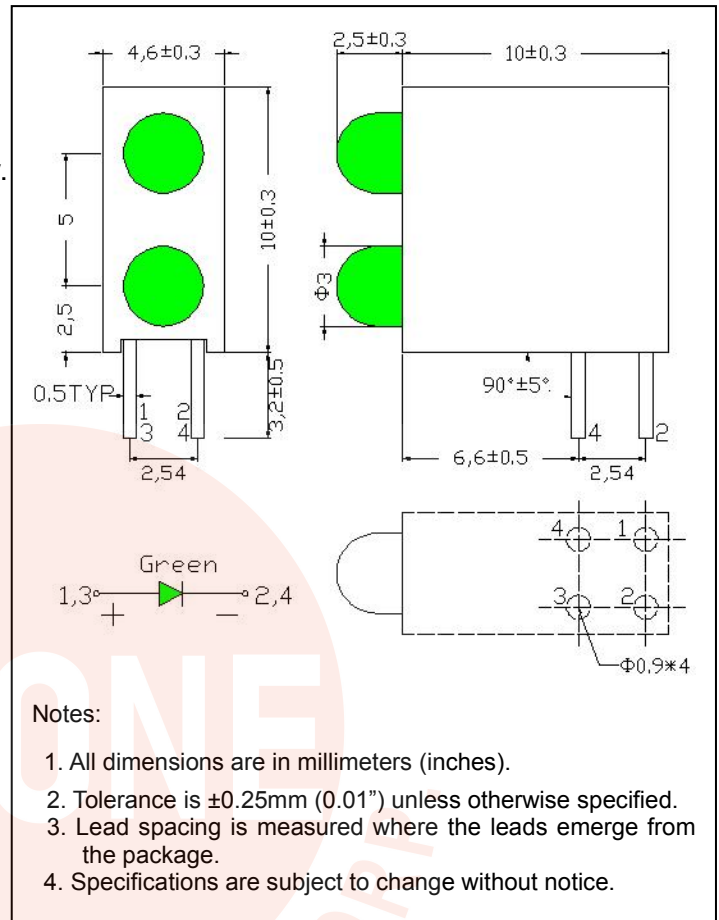 4,6±0.3
2,5±0.3
10±0.3
5
2,5
10±0.3
Φ3
0.5TYP
1 2
3 4
3,2±0.5
2,54
90°±5°
4 2
6,6±0.5
2,54
Green
1,3
2,4
+ −
4 1
3 2
Φ0.9*4
ONE
Notes:
1. All dimensions are in millimeters (inches).
2. Tolerance is ±0.25mm (0.01”) unless otherwise specified.
3. Lead spacing is measured where the leads emerge from
the package.
4. Specifications are subject to change without notice.